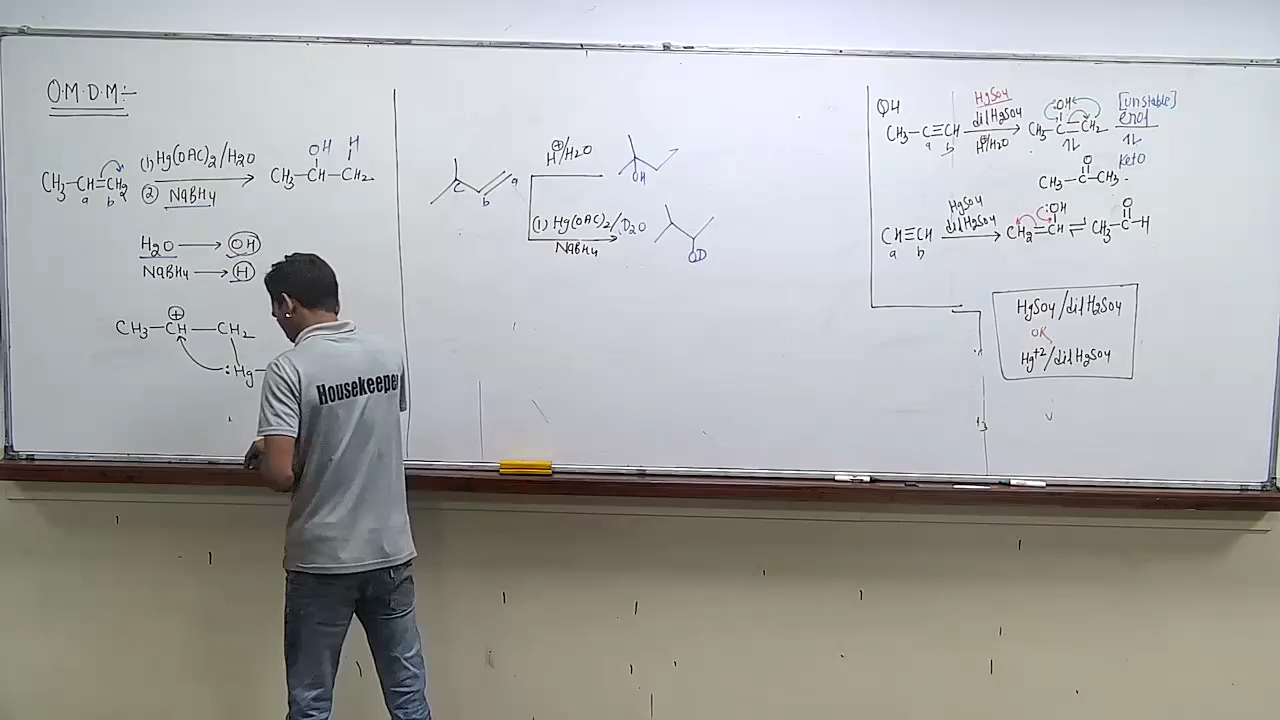 O.M.D.M:-
CH3-CH=CH2 (1) Hg(OAC)2/H2O CH3-CH-CH2
a b (2) NaBH4 OH H
H2O → OH
NaBH4 → H
⊕
CH3-CH-CH2
:Hg-
Housekeeper
C b a
H⊕/H2O
OH
(1) Hg(OAC)2/D2O
NaBH4
OD
Q4
CH3-C≡CH HgSO4 :OH [unstable]
a b dil H2SO4 CH3-C=CH2 enol
H⊕/H2O ⇅ ⇅
O keto
CH3-C-CH3.
CH≡CH HgSO4 :OH O
a b dil H2SO4 CH2=CH ⇌ CH3-C-H
HgSO4/dil H2SO4
OR
Hg+2/dil HgSO4